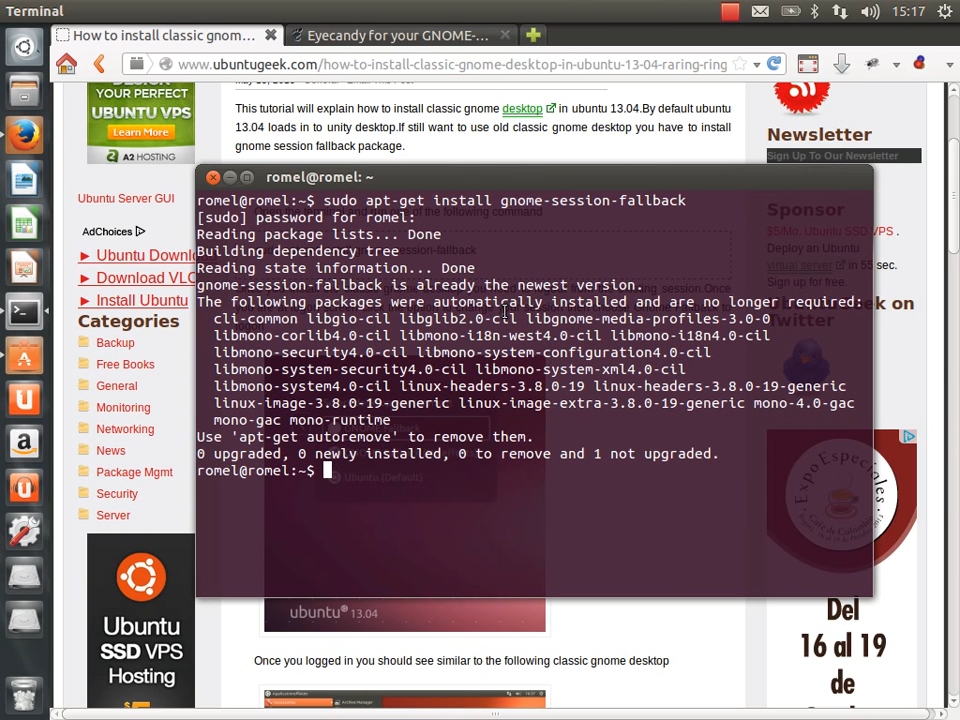 Terminal
15:17
How to install classic gnom...
Eyecandy for your GNOME-...
www.ubuntugeek.com/how-to-install-classic-gnome-desktop-in-ubuntu-13-04-raring-ring
PERFECT
UBUNTU VPS
Learn More
A2 HOSTING
Ubuntu Server GUI
AdChoices
► Ubuntu Downl
► Download VLC
► Install Ubuntu
Categories
Backup
Free Books
General
Monitoring
Networking
News
Package Mgmt
Security
Server
Ubuntu
SSD VPS
Hosting
This tutorial will explain how to install classic gnome desktop in ubuntu 13.04.By default ubuntu
13.04 loads in to unity desktop.If still want to use old classic gnome desktop you have to install
gnome session fallback package.
romel@romel: ~
romel@romel:~$ sudo apt-get install gnome-session-fallback
[sudo] password for romel:
Reading package lists... Done
Building dependency tree
Reading state information... Done
gnome-session-fallback is already the newest version.
The following packages were automatically installed and are no longer required:
cli-common libgio-cil libglib2.0-cil libgnome-media-profiles-3.0-0
libmono-corlib4.0-cil libmono-i18n-west4.0-cil libmono-i18n4.0-cil
libmono-security4.0-cil libmono-system-configuration4.0-cil
libmono-system-security4.0-cil libmono-system-xml4.0-cil
libmono-system4.0-cil linux-headers-3.8.0-19 linux-headers-3.8.0-19-generic
linux-image-3.8.0-19-generic linux-image-extra-3.8.0-19-generic mono-4.0-gac
mono-gac mono-runtime
Use 'apt-get autoremove' to remove them.
0 upgraded, 0 newly installed, 0 to remove and 1 not upgraded.
romel@romel:~$
Ubuntu (Default)
ubuntu® 13.04
Once you logged in you should see similar to the following classic gnome desktop
Newsletter
Sign Up To Our Newsletter
Sponsor
$5/Mo. Ubuntu SSD VPS .
Deploy an Ubuntu
virtual server in 55 sec.
Sign up for free.
ek on
Twitter
Expo Especiales
Café de Colombia
Del
16 al 19
de